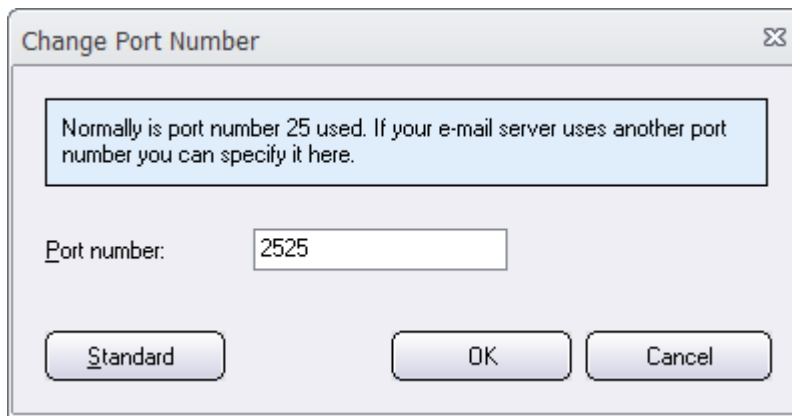 Change Port Number
Normally is port number 25 used. If your e-mail server uses another port
number you can specify it here.
Port number:
2525
Standard
OK
Cancel